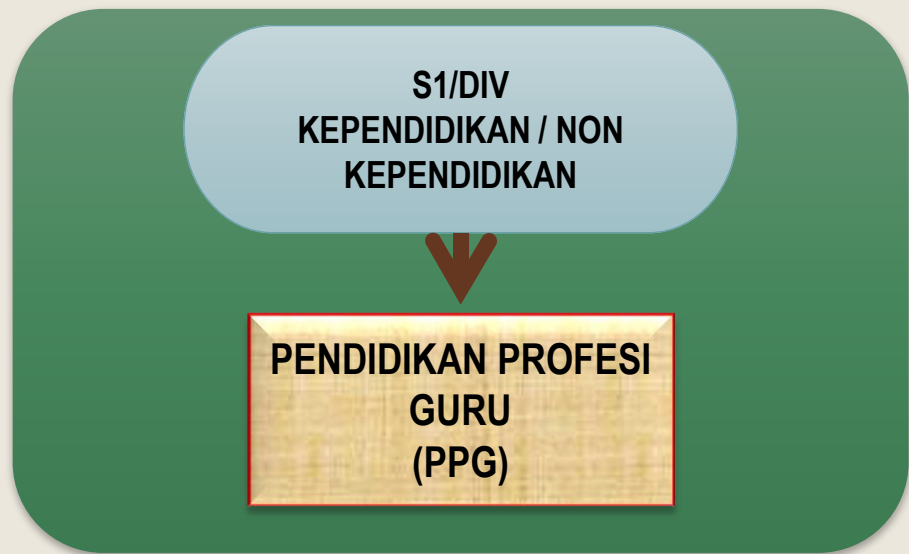 S1/DIV
KEPENDIDIKAN / NON
KEPENDIDIKAN
PENDIDIKAN PROFESI
GURU
(PPG)